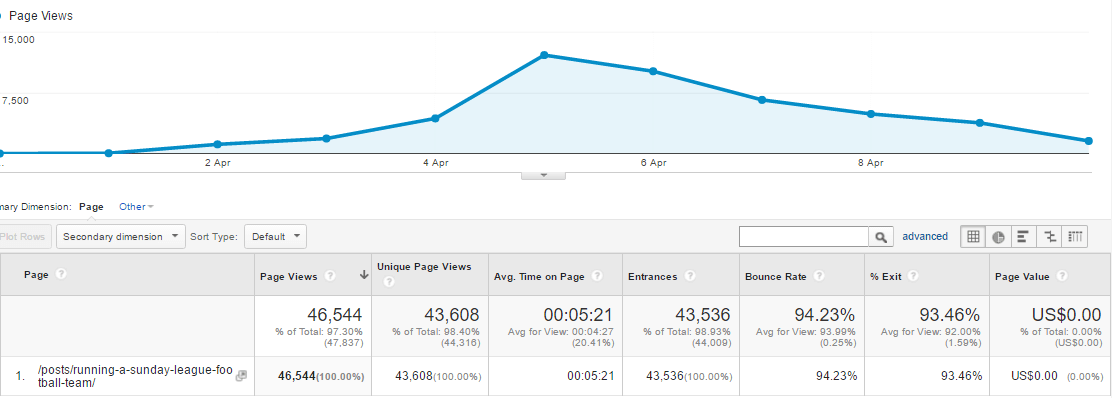 Page Views
15,000
7,500
... 2 Apr 4 Apr 6 Apr 8 Apr
mary Dimension: Page Other
Plot Rows Secondary dimension Sort Type: Default advanced
Page ? Page Views ? Unique Page Views ? Avg. Time on Page ? Entrances ? Bounce Rate ? % Exit ? Page Value ?
46,544 43,608 00:05:21 43,536 94.23% 93.46% US$0.00
% of Total: 97.30% % of Total: 98.40% Avg for View: 00:04:27 % of Total: 98.93% Avg for View: 93.99% Avg for View: 92.00% % of Total: 0.00%
(47,837) (44,316) (20.41%) (44,009) (0.25%) (1.59%) (US$0.00)
1. /posts/running-a-sunday-league-foo
tball-team/ 46,544(100.00%) 43,608(100.00%) 00:05:21 43,536(100.00%) 94.23% 93.46% US$0.00 (0.00%)